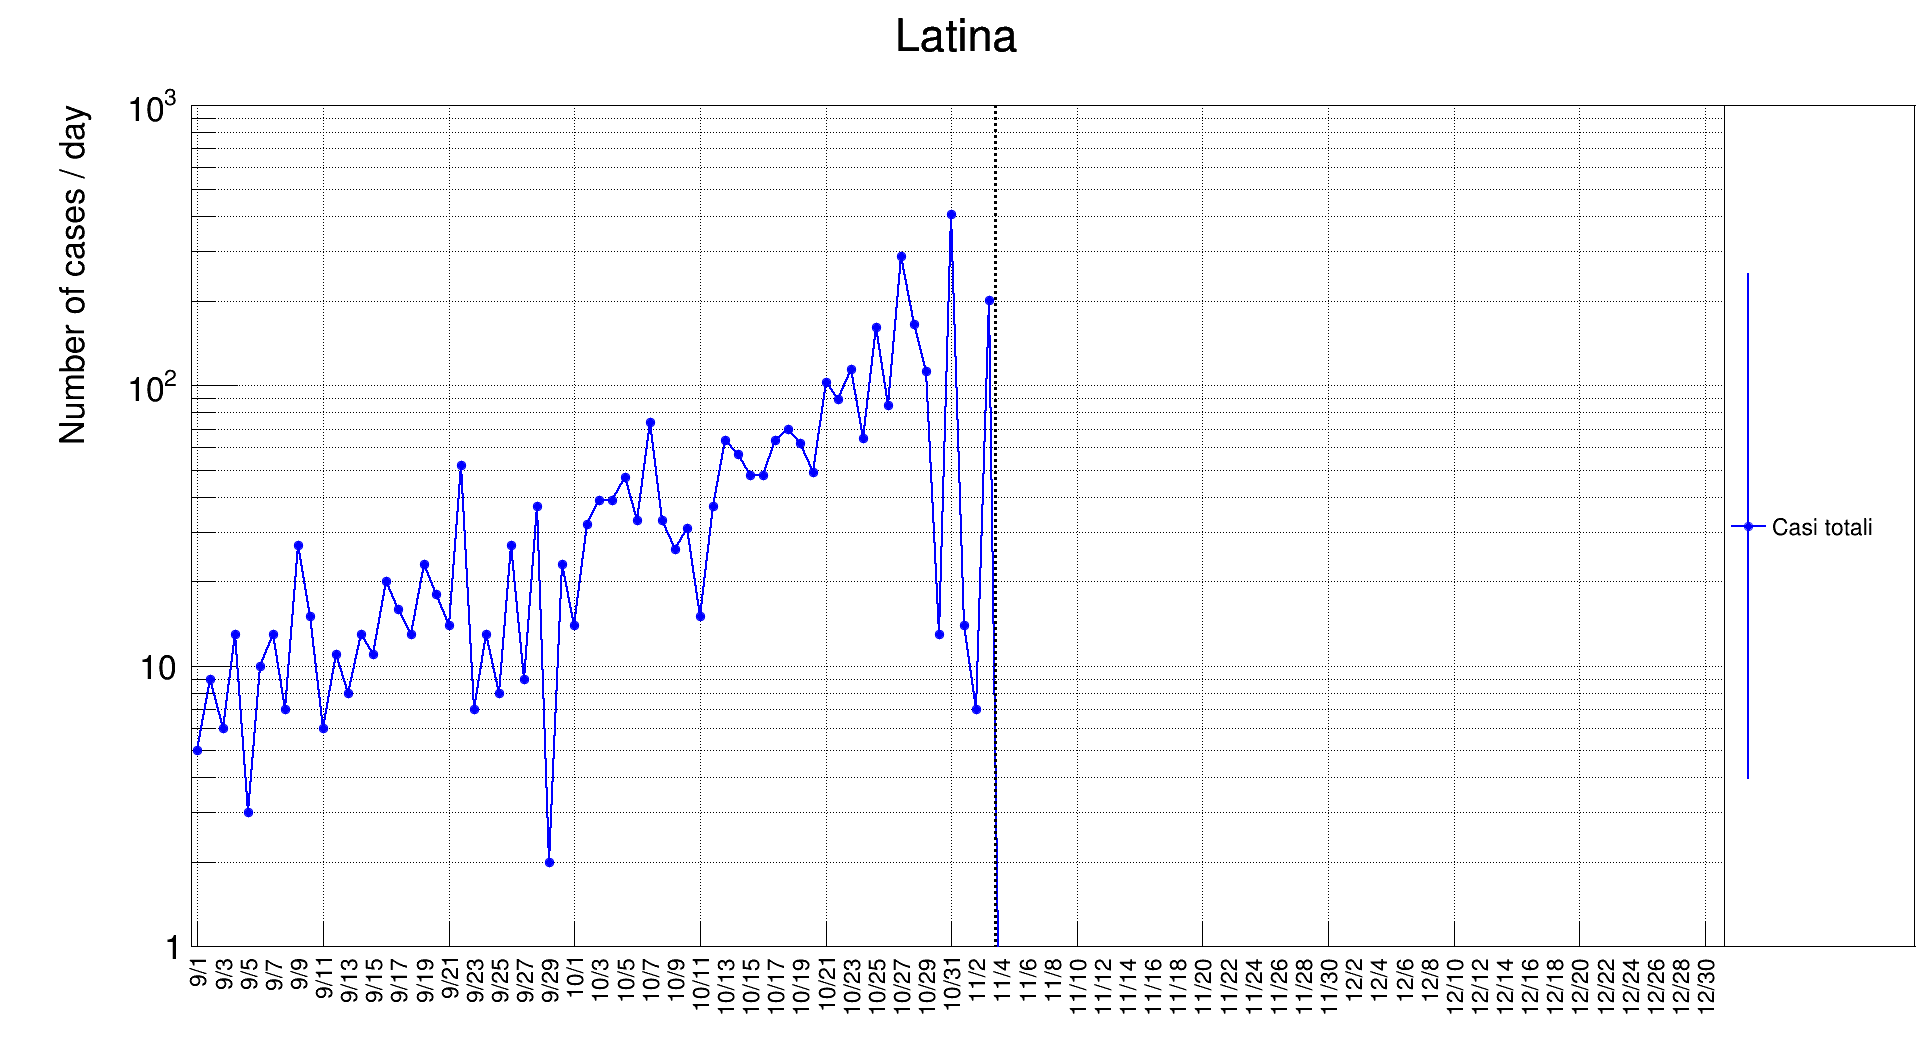 Latina
Number of cases / day
10³
10²
10
1
9/1 9/3 9/5 9/7 9/9 9/11 9/13 9/15 9/17 9/19 9/21 9/23 9/25 9/27 9/29 10/1 10/3 10/5 10/7 10/9 10/11 10/13 10/15 10/17 10/19 10/21 10/23 10/25 10/27 10/29 10/31 11/2 11/4 11/6 11/8 11/10 11/12 11/14 11/16 11/18 11/20 11/22 11/24 11/26 11/28 11/30 12/2 12/4 12/6 12/8 12/10 12/12 12/14 12/16 12/18 12/20 12/22 12/24 12/26 12/28 12/30
Casi totali